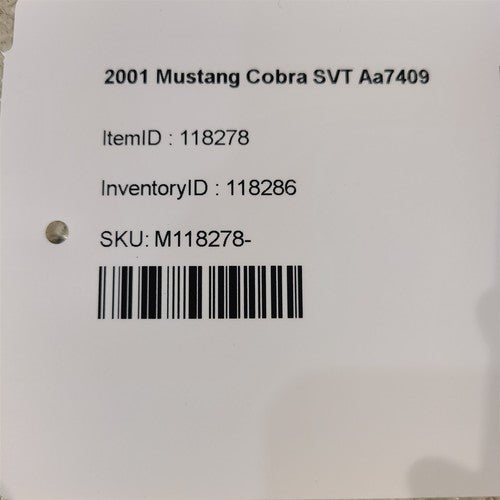 2001 Mustang Cobra SVT Aa7409
ItemID : 118278
InventoryID : 118286
SKU: M118278-